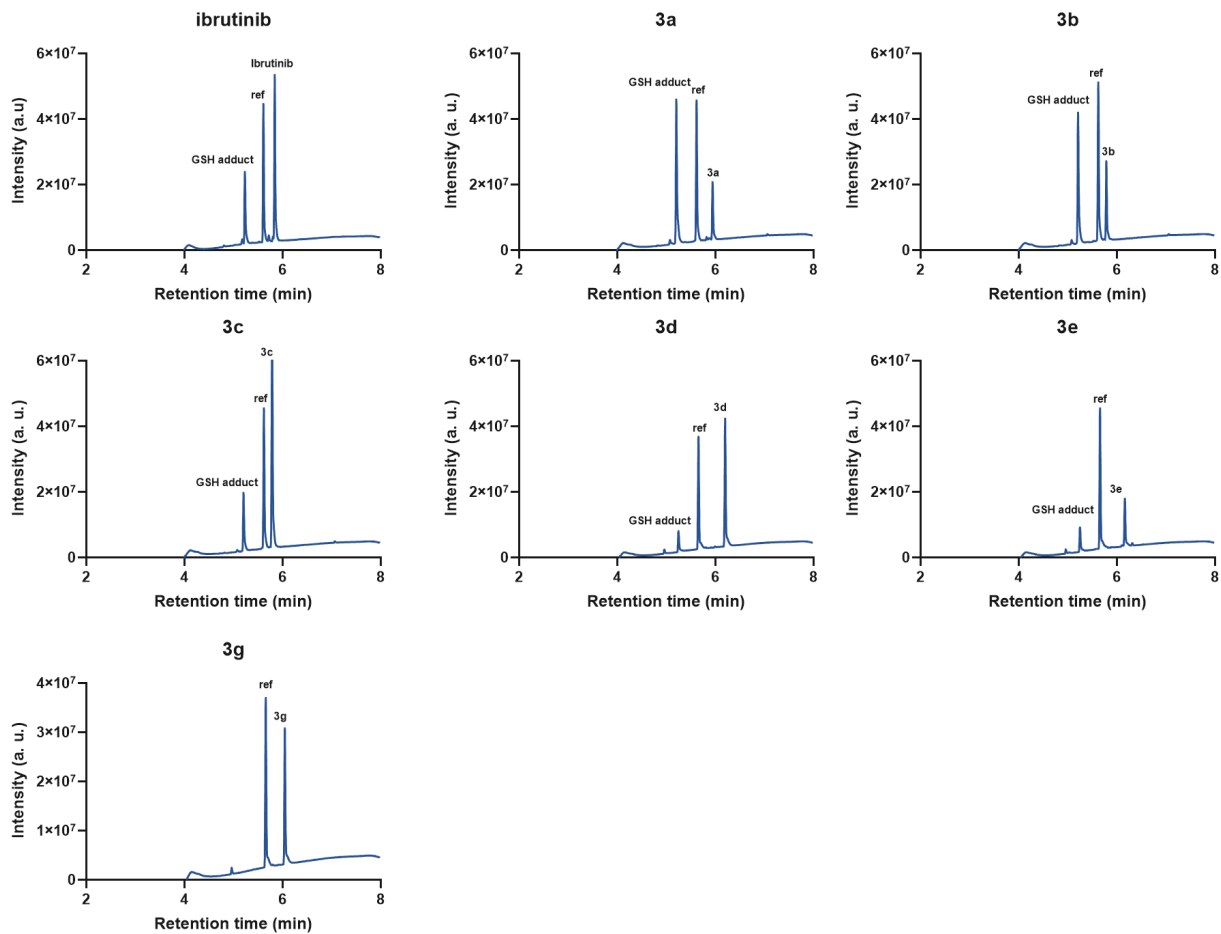 ibrutinib
6×10⁷
4×10⁷
2×10⁷
0
Intensity (a.u)
GSH adduct
ref
Ibrutinib
2
4
6
8
Retention time (min)
3a
6×10⁷
4×10⁷
2×10⁷
0
Intensity (a. u.)
GSH adduct
ref
3a
2
4
6
8
Retention time (min)
3b
6×10⁷
4×10⁷
2×10⁷
0
Intensity (a. u.)
GSH adduct
ref
3b
2
4
6
8
Retention time (min)
3c
6×10⁷
4×10⁷
2×10⁷
0
Intensity (a. u.)
GSH adduct
ref
3c
2
4
6
8
Retention time (min)
3d
6×10⁷
4×10⁷
2×10⁷
0
Intensity (a. u.)
GSH adduct
ref
3d
2
4
6
8
Retention time (min)
3e
6×10⁷
4×10⁷
2×10⁷
0
Intensity (a. u.)
GSH adduct
ref
3e
2
4
6
8
Retention time (min)
3g
4×10⁷
3×10⁷
2×10⁷
1×10⁷
0
Intensity (a. u.)
ref
3g
2
4
6
8
Retention time (min)